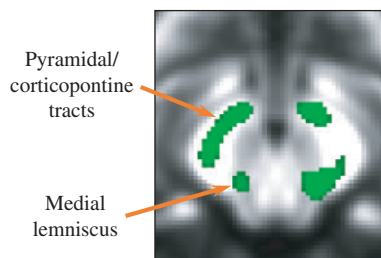 Pyramidal/
corticopontine
tracts
Medial
lemniscus